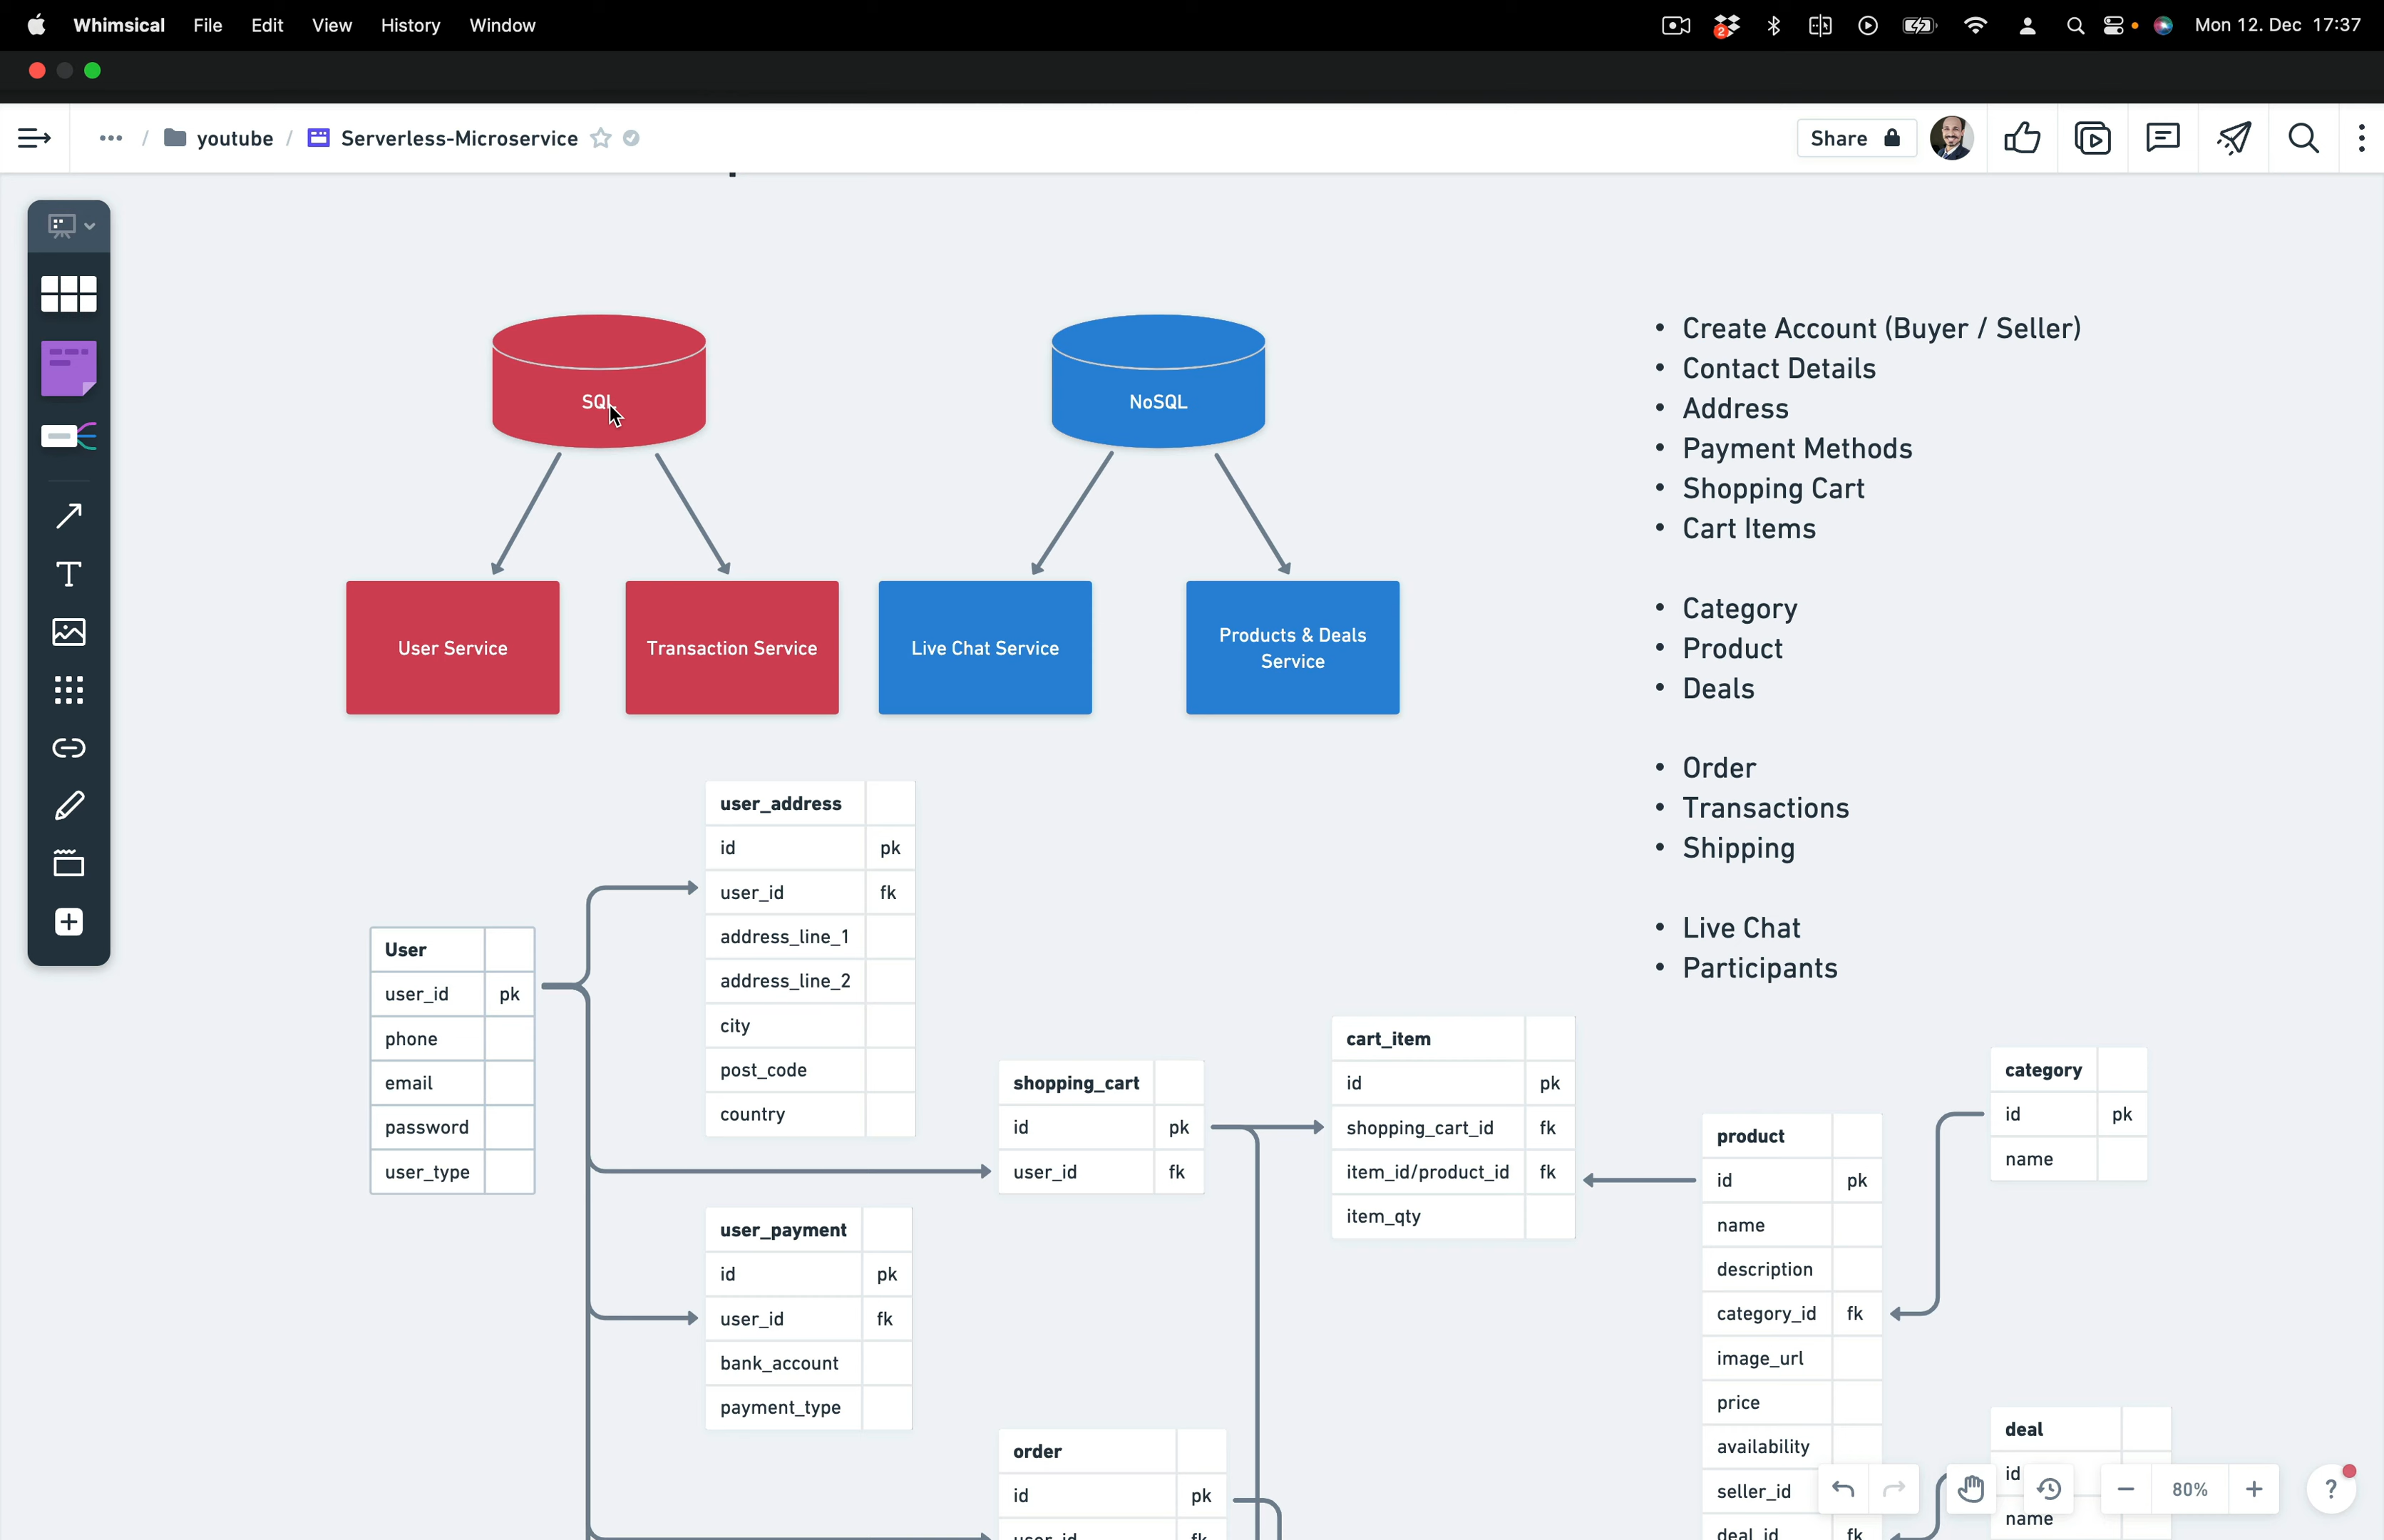 Whimsical File Edit View History Window
2
Mon 12. Dec 17:37
... / youtube / Serverless-Microservice
Share
SQL
NoSQL
User Service
Transaction Service
Live Chat Service
Products & Deals
Service
• Create Account (Buyer / Seller)
• Contact Details
• Address
• Payment Methods
• Shopping Cart
• Cart Items
• Category
• Product
• Deals
• Order
• Transactions
• Shipping
• Live Chat
• Participants
User
user_id pk
phone
email
password
user_type
user_address
id pk
user_id fk
address_line_1
address_line_2
city
post_code
country
user_payment
id pk
user_id fk
bank_account
payment_type
shopping_cart
id pk
user_id fk
order
id pk
user_id fk
cart_item
id pk
shopping_cart_id fk
item_id/product_id fk
item_qty
product
id pk
name
description
category_id fk
image_url
price
availability
seller_id
deal_id fk
category
id pk
name
deal
id
name
80%
?